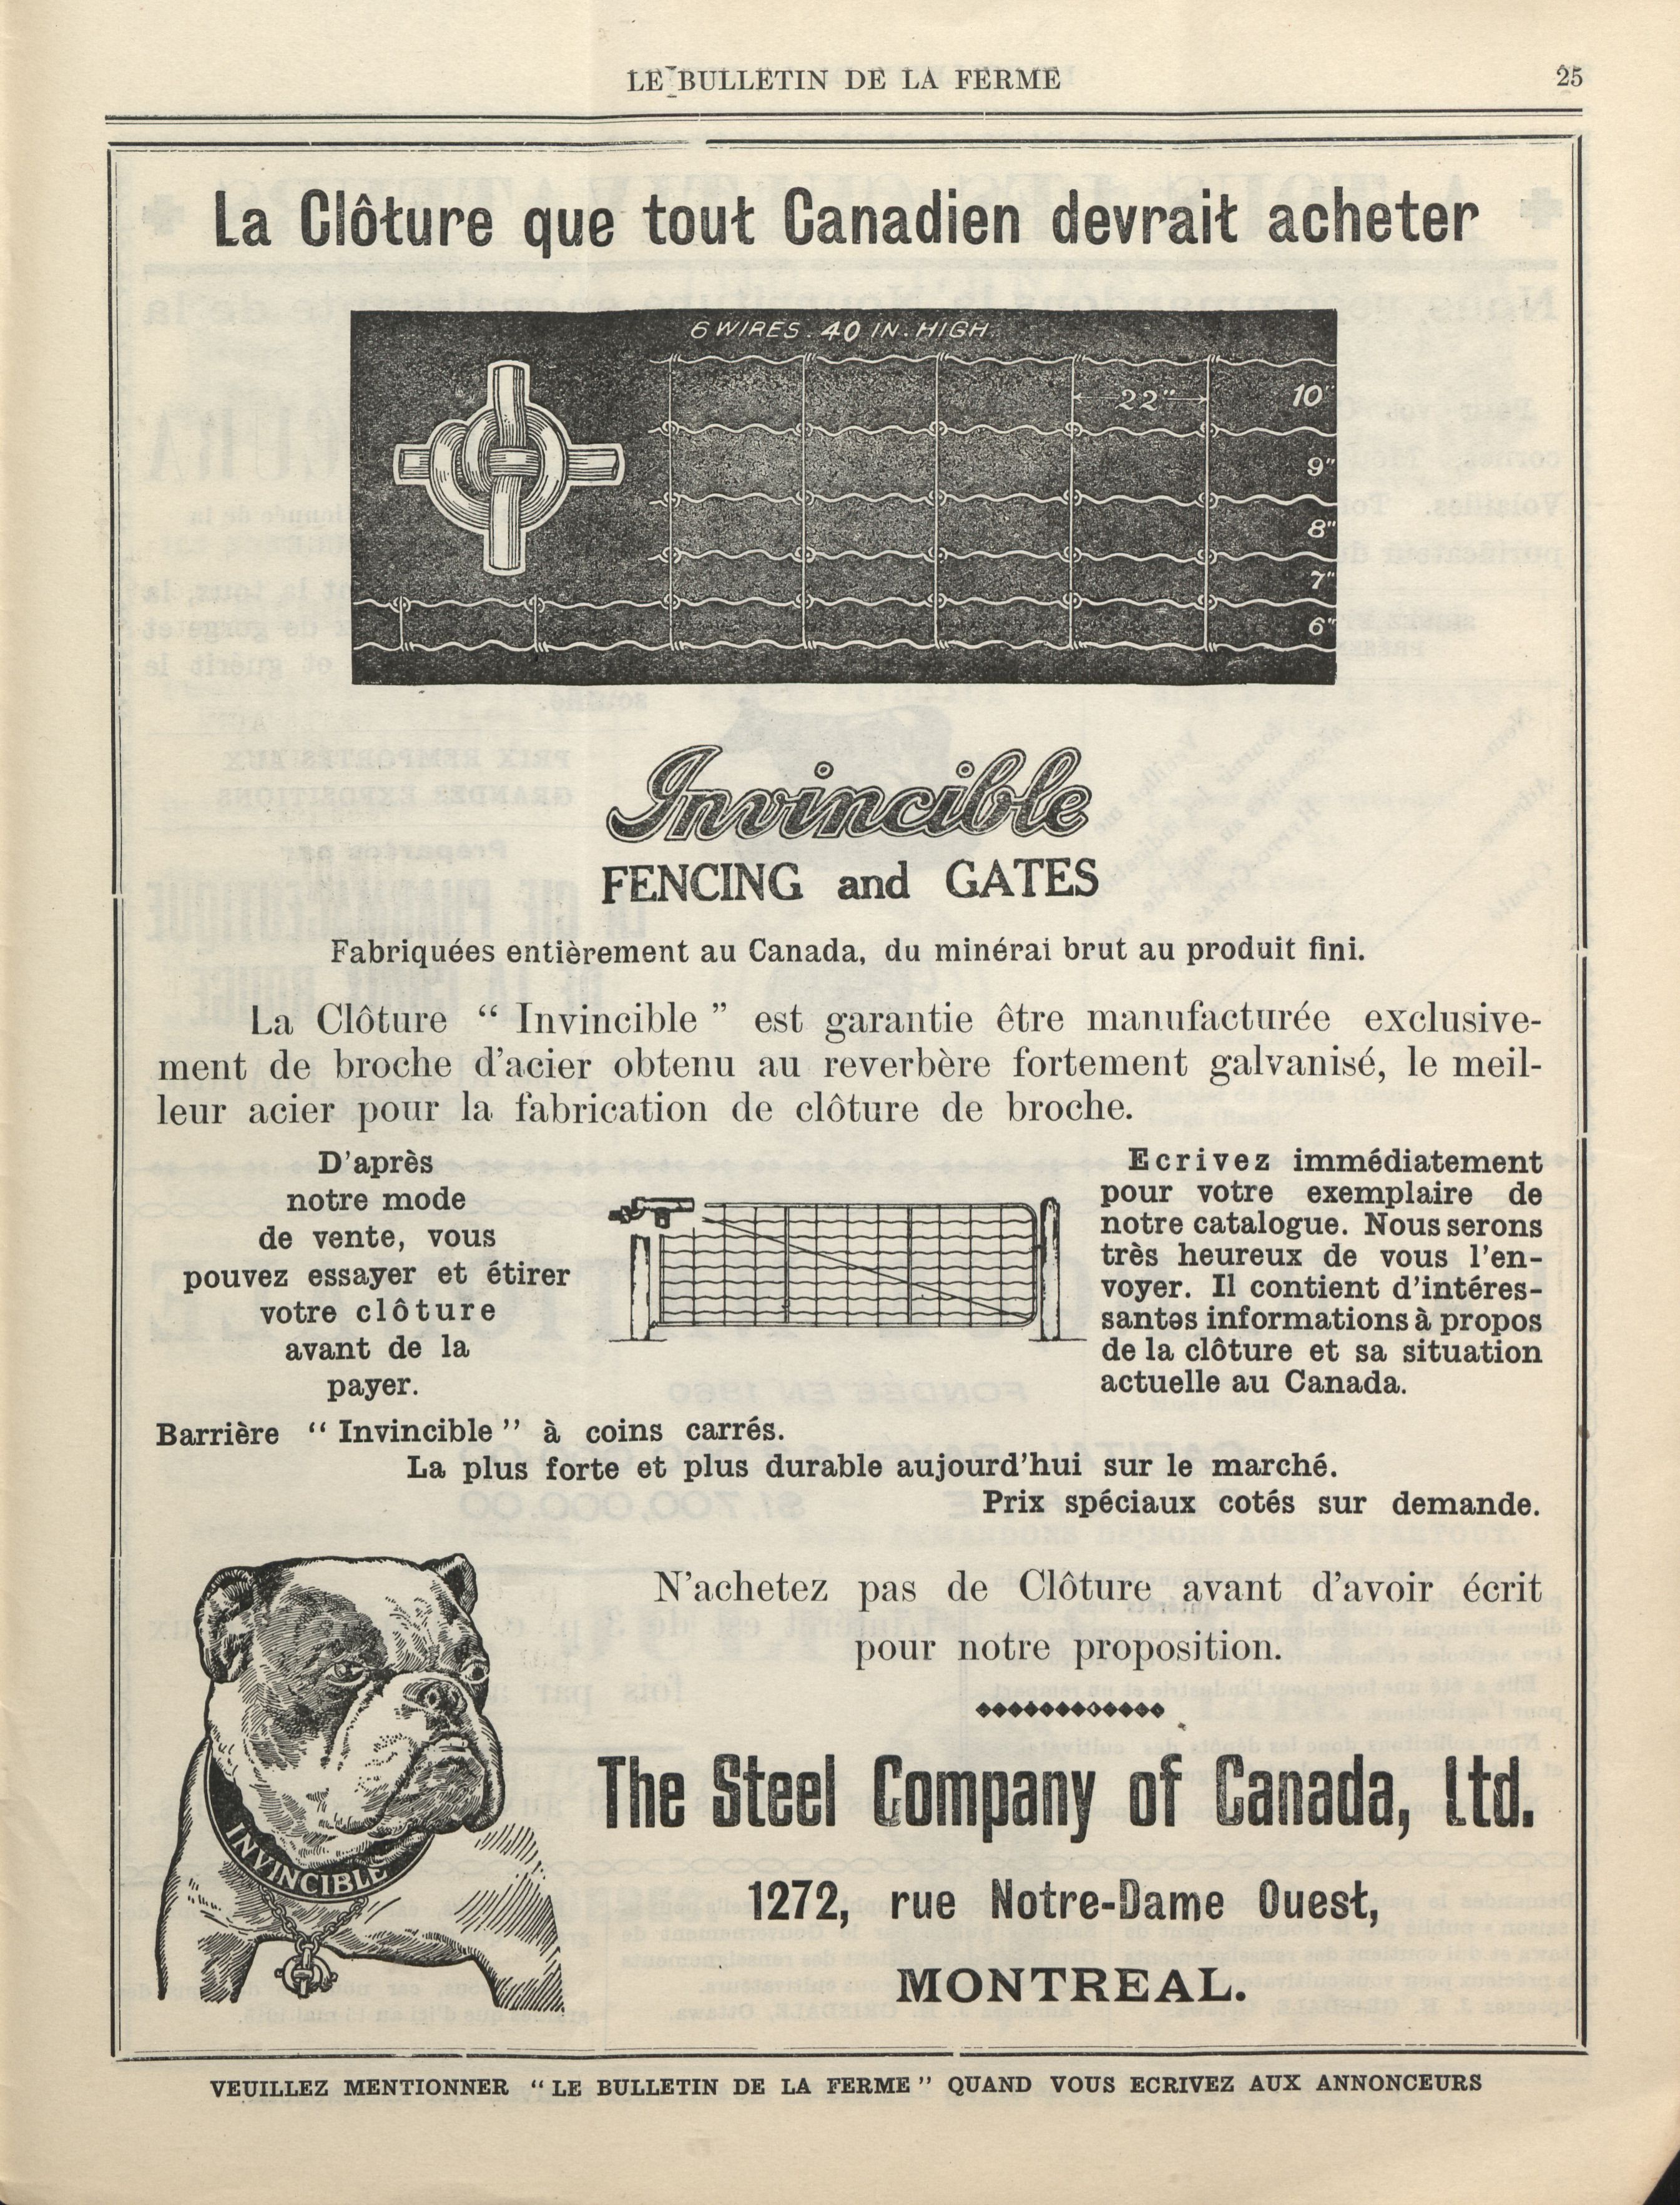 LE BULLETIN DE LA FERME 25
La Clôture que tout Canadien devrait acheter
6 WIRES. 40 IN. HIGH.
22"
10"
9"
8"
7"
6"
Invincible
FENCING and GATES
Fabriquées entièrement au Canada, du minérai brut au produit fini.
La Clôture “ Invincible ” est garantie être manufacturée exclusive-
ment de broche d'acier obtenu au reverbère fortement galvanisé, le meil-
leur acier pour la fabrication de clôture de broche.
D'après
notre mode
de vente, vous
pouvez essayer et étirer
votre clôture
avant de la
payer.
Ecrivez immédiatement
pour votre exemplaire de
notre catalogue. Nous serons
très heureux de vous l'en-
voyer. Il contient d'intéres-
santes informations à propos
de la clôture et sa situation
actuelle au Canada.
Barrière “ Invincible ” à coins carrés.
La plus forte et plus durable aujourd'hui sur le marché.
Prix spéciaux cotés sur demande.
N'achetez pas de Clôture avant d'avoir écrit
pour notre proposition.
INVINCIBLE
The Steel Company of Canada, Ltd.
1272, rue Notre-Dame Ouest,
MONTREAL.
VEUILLEZ MENTIONNER “ LE BULLETIN DE LA FERME ” QUAND VOUS ECRIVEZ AUX ANNONCEURS